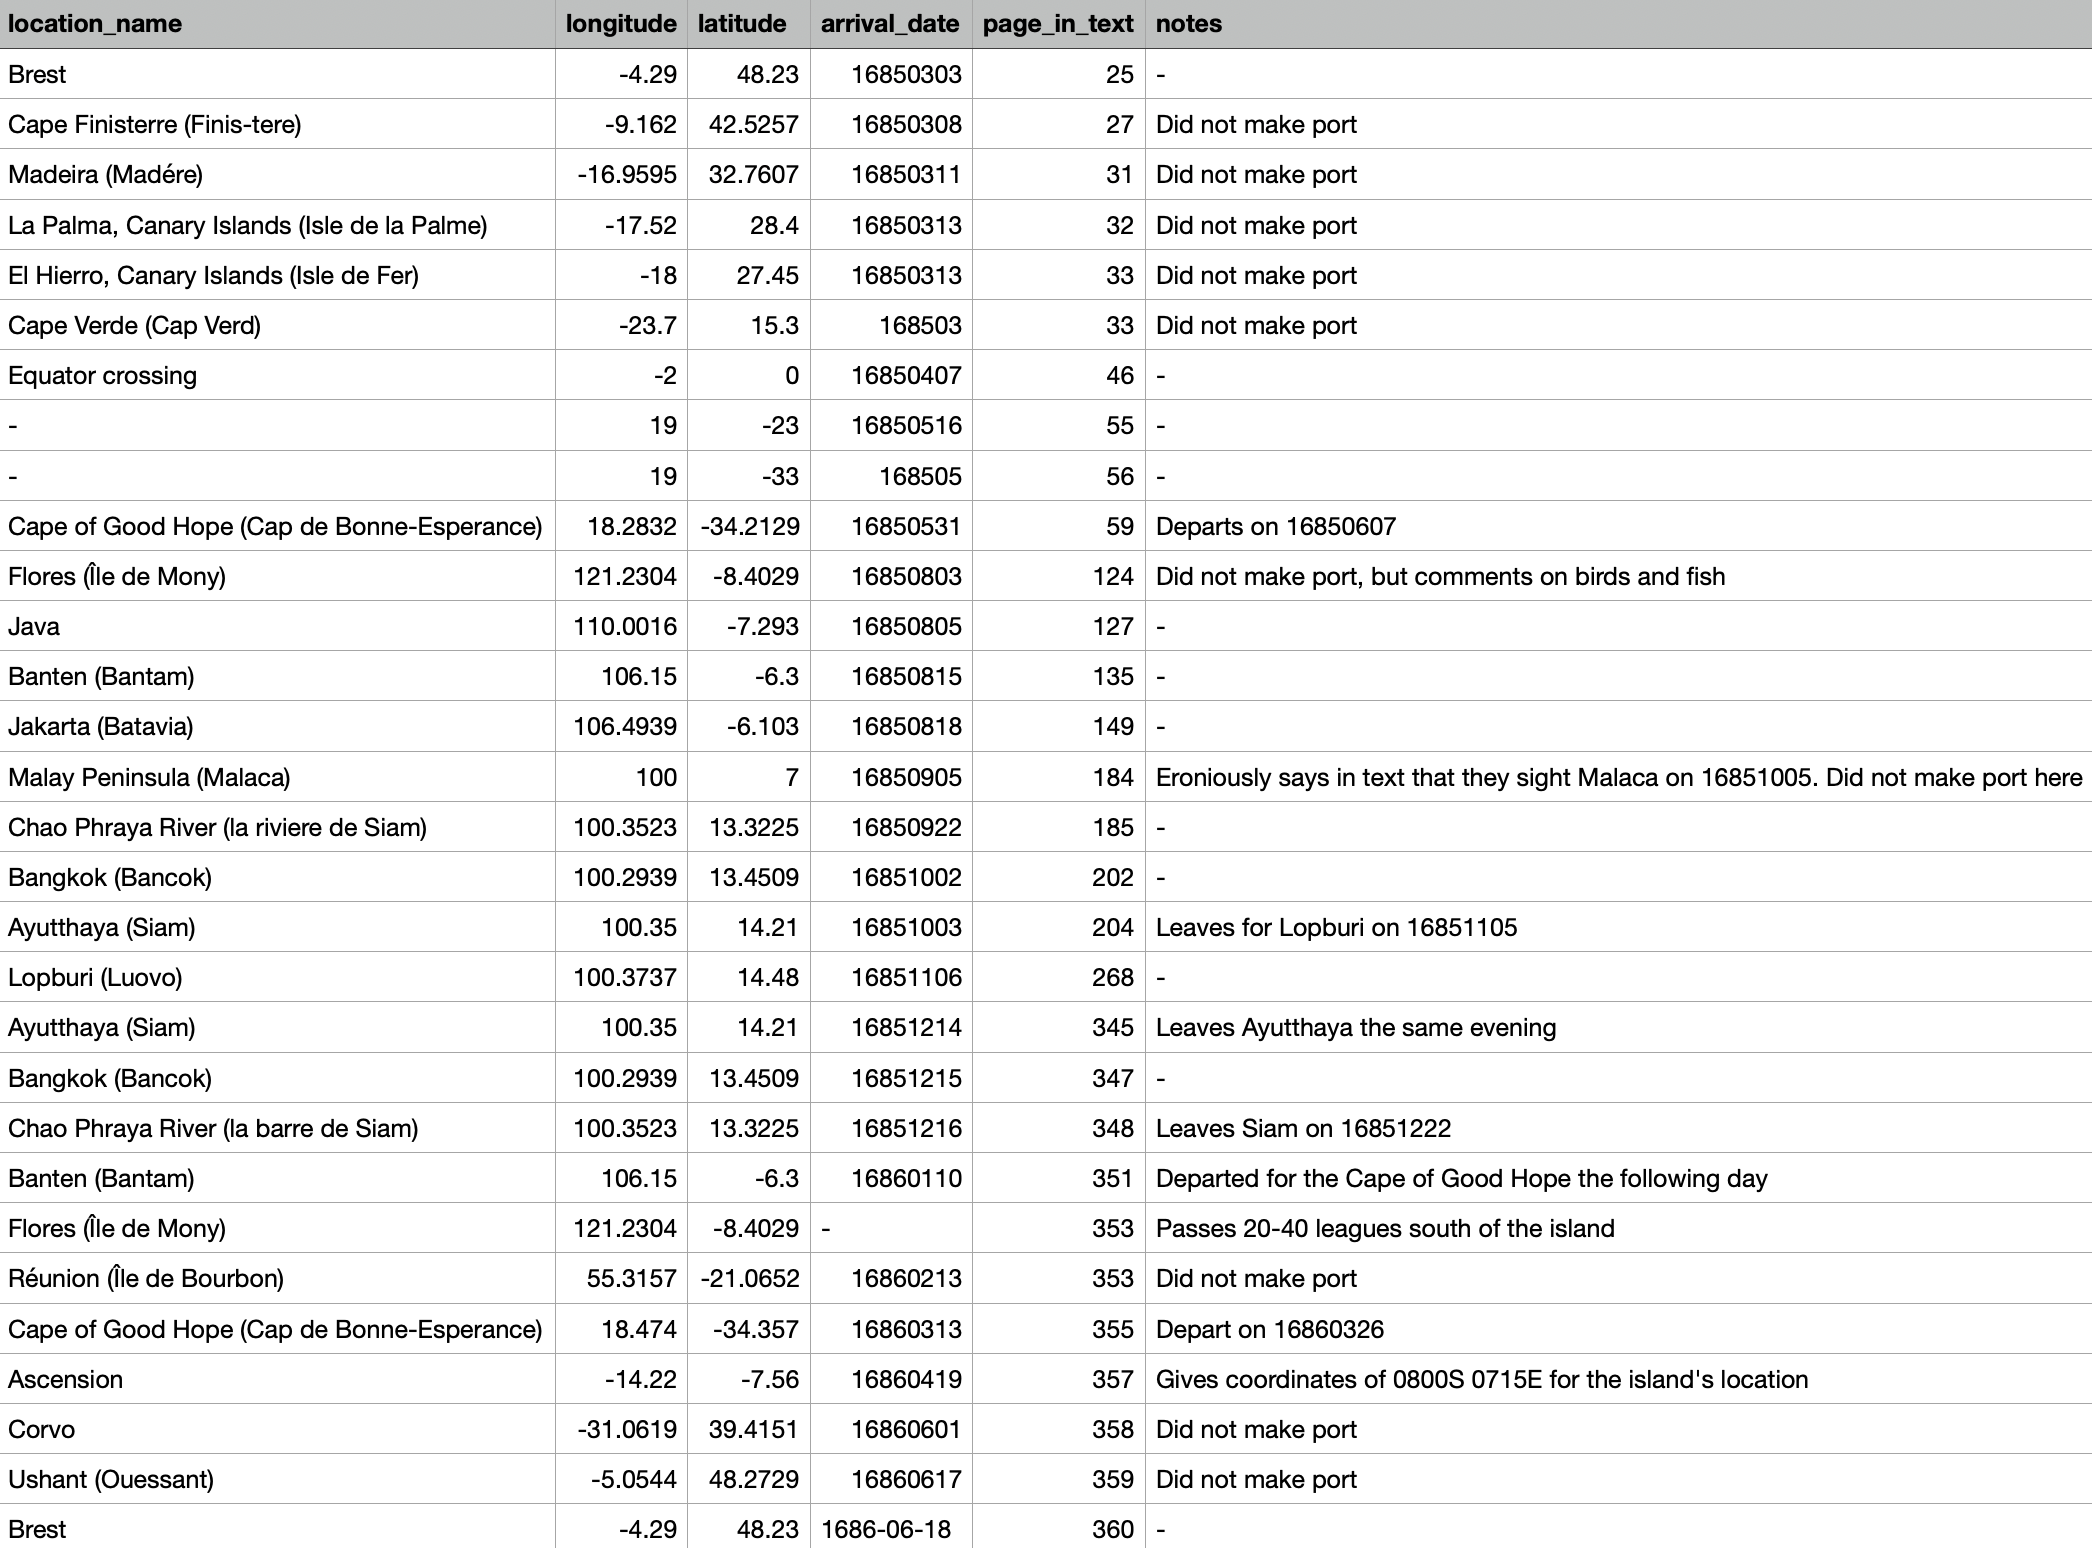 location_name longitude latitude arrival_date page_in_text notes
Brest -4.29 48.23 16850303 25 -
Cape Finisterre (Finis-tere) -9.162 42.5257 16850308 27 Did not make port
Madeira (Madére) -16.9595 32.7607 16850311 31 Did not make port
La Palma, Canary Islands (Isle de la Palme) -17.52 28.4 16850313 32 Did not make port
El Hierro, Canary Islands (Isle de Fer) -18 27.45 16850313 33 Did not make port
Cape Verde (Cap Verd) -23.7 15.3 168503 33 Did not make port
Equator crossing -2 0 16850407 46 -
- 19 -23 16850516 55 -
- 19 -33 168505 56 -
Cape of Good Hope (Cap de Bonne-Esperance) 18.2832 -34.2129 16850531 59 Departs on 16850607
Flores (Île de Mony) 121.2304 -8.4029 16850803 124 Did not make port, but comments on birds and fish
Java 110.0016 -7.293 16850805 127 -
Banten (Bantam) 106.15 -6.3 16850815 135 -
Jakarta (Batavia) 106.4939 -6.103 16850818 149 -
Malay Peninsula (Malaca) 100 7 16850905 184 Eroniously says in text that they sight Malaca on 16851005. Did not make port here
Chao Phraya River (la riviere de Siam) 100.3523 13.3225 16850922 185 -
Bangkok (Bancok) 100.2939 13.4509 16851002 202 -
Ayutthaya (Siam) 100.35 14.21 16851003 204 Leaves for Lopburi on 16851105
Lopburi (Luovo) 100.3737 14.48 16851106 268 -
Ayutthaya (Siam) 100.35 14.21 16851214 345 Leaves Ayutthaya the same evening
Bangkok (Bancok) 100.2939 13.4509 16851215 347 -
Chao Phraya River (la barre de Siam) 100.3523 13.3225 16851216 348 Leaves Siam on 16851222
Banten (Bantam) 106.15 -6.3 16860110 351 Departed for the Cape of Good Hope the following day
Flores (Île de Mony) 121.2304 -8.4029 - 353 Passes 20-40 leagues south of the island
Réunion (Île de Bourbon) 55.3157 -21.0652 16860213 353 Did not make port
Cape of Good Hope (Cap de Bonne-Esperance) 18.474 -34.357 16860313 355 Depart on 16860326
Ascension -14.22 -7.56 16860419 357 Gives coordinates of 0800S 0715E for the island's location
Corvo -31.0619 39.4151 16860601 358 Did not make port
Ushant (Ouessant) -5.0544 48.2729 16860617 359 Did not make port
Brest -4.29 48.23 1686-06-18 360 -